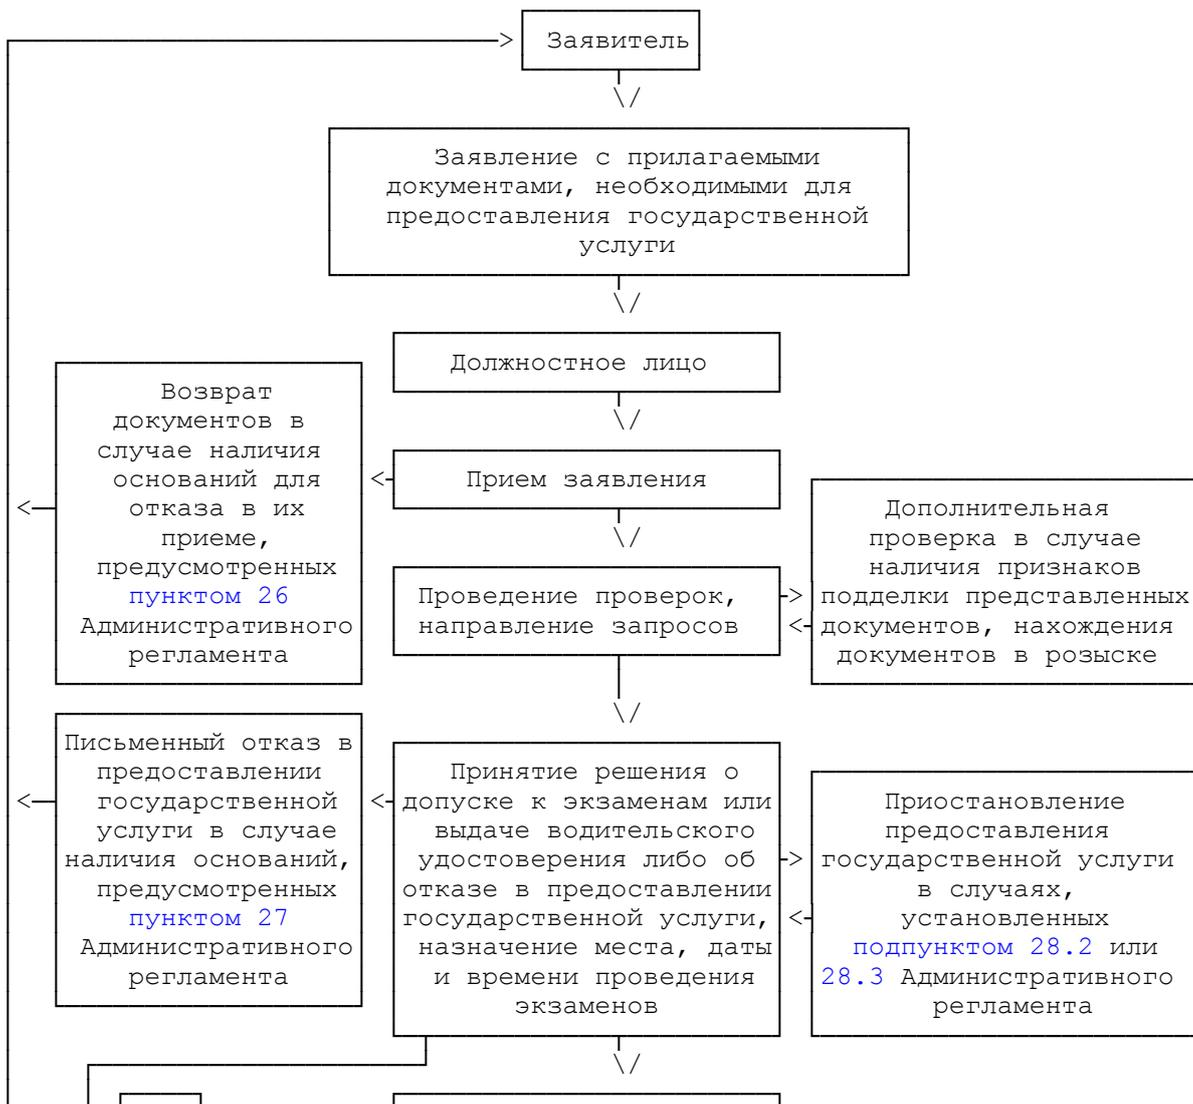 Заявитель
Заявление с прилагаемыми
документами, необходимыми для
предоставления государственной
услуги
Должностное лицо
Возврат
документов в
случае наличия
оснований для
отказа в их
приеме,
предусмотренных
пунктом 26
Административного
регламента
Прием заявления
Проведение проверок,
направление запросов
Дополнительная
проверка в случае
наличия признаков
подделки представленных
документов, нахождения
документов в розыске
Письменный отказ в
предоставлении
государственной
услуги в случае
наличия оснований,
предусмотренных
пунктом 27
Административного
регламента
Принятие решения о
допуске к экзаменам или
выдаче водительского
удостоверения либо об
отказе в предоставлении
государственной услуги,
назначение места, даты
и времени проведения
экзаменов
Приостановление
предоставления
государственной услуги
в случаях,
установленных
подпунктом 28.2 или
28.3 Административного
регламента